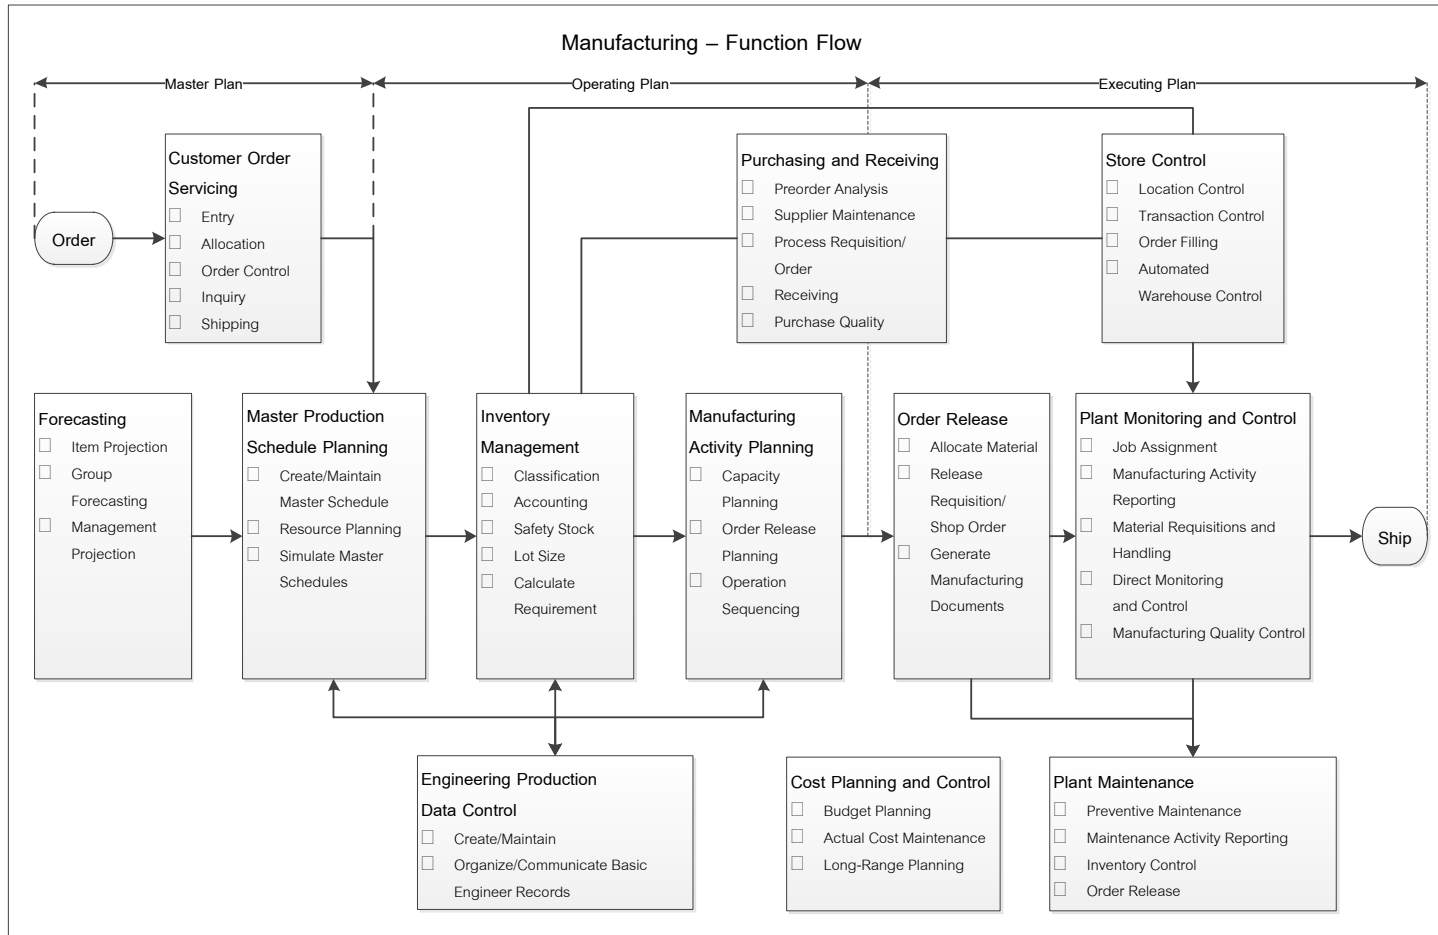 Manufacturing – Function Flow
Master Plan
Operating Plan
Executing Plan
Order
Customer Order
Servicing
Entry
Allocation
Order Control
Inquiry
Shipping
Purchasing and Receiving
Preorder Analysis
Supplier Maintenance
Process Requisition/
Order
Receiving
Purchase Quality
Store Control
Location Control
Transaction Control
Order Filling
Automated
Warehouse Control
Forecasting
Item Projection
Group
Forecasting
Management
Projection
Master Production
Schedule Planning
Create/Maintain
Master Schedule
Resource Planning
Simulate Master
Schedules
Inventory
Management
Classification
Accounting
Safety Stock
Lot Size
Calculate
Requirement
Manufacturing
Activity Planning
Capacity
Planning
Order Release
Planning
Operation
Sequencing
Order Release
Allocate Material
Release
Requisition/
Shop Order
Generate
Manufacturing
Documents
Plant Monitoring and Control
Job Assignment
Manufacturing Activity
Reporting
Material Requisitions and
Handling
Direct Monitoring
and Control
Manufacturing Quality Control
Ship
Engineering Production
Data Control
Create/Maintain
Organize/Communicate Basic
Engineer Records
Cost Planning and Control
Budget Planning
Actual Cost Maintenance
Long-Range Planning
Plant Maintenance
Preventive Maintenance
Maintenance Activity Reporting
Inventory Control
Order Release